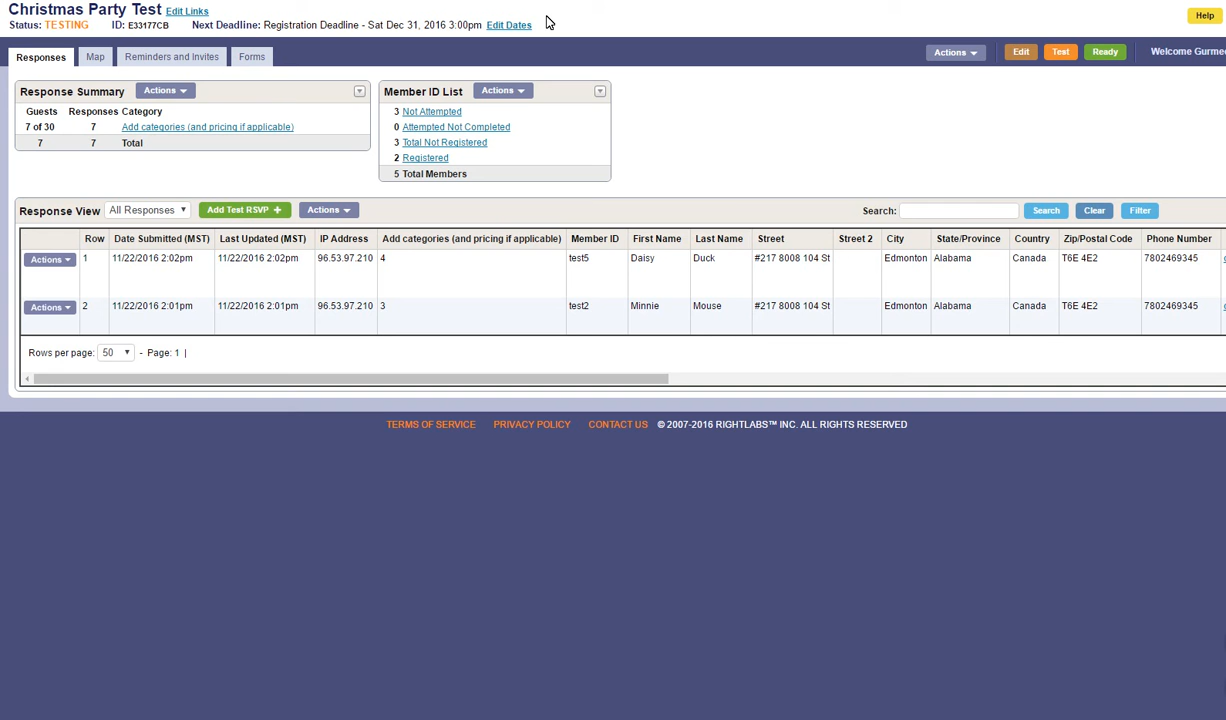 Christmas Party Test Edit Links
Status: TESTING ID: E33177CB Next Deadline: Registration Deadline - Sat Dec 31, 2016 3:00pm Edit Dates
Help
Responses Map Reminders and Invites Forms Actions Edit Test Ready Welcome Gurmee
Response Summary Actions
Guests Responses Category
7 of 30 7 Add categories (and pricing if applicable)
7 7 Total
Member ID List Actions
3 Not Attempted
0 Attempted Not Completed
3 Total Not Registered
2 Registered
5 Total Members
Response View All Responses Add Test RSVP + Actions Search: Search Clear Filter
Row Date Submitted (MST) Last Updated (MST) IP Address Add categories (and pricing if applicable) Member ID First Name Last Name Street Street 2 City State/Province Country Zip/Postal Code Phone Number
Actions 1 11/22/2016 2:02pm 11/22/2016 2:02pm 96.53.97.210 4 test5 Daisy Duck #217 8008 104 St Edmonton Alabama Canada T6E 4E2 7802469345
Actions 2 11/22/2016 2:01pm 11/22/2016 2:01pm 96.53.97.210 3 test2 Minnie Mouse #217 8008 104 St Edmonton Alabama Canada T6E 4E2 7802469345
Rows per page: 50 - Page: 1 |
TERMS OF SERVICE PRIVACY POLICY CONTACT US © 2007-2016 RIGHTLABS™ INC. ALL RIGHTS RESERVED